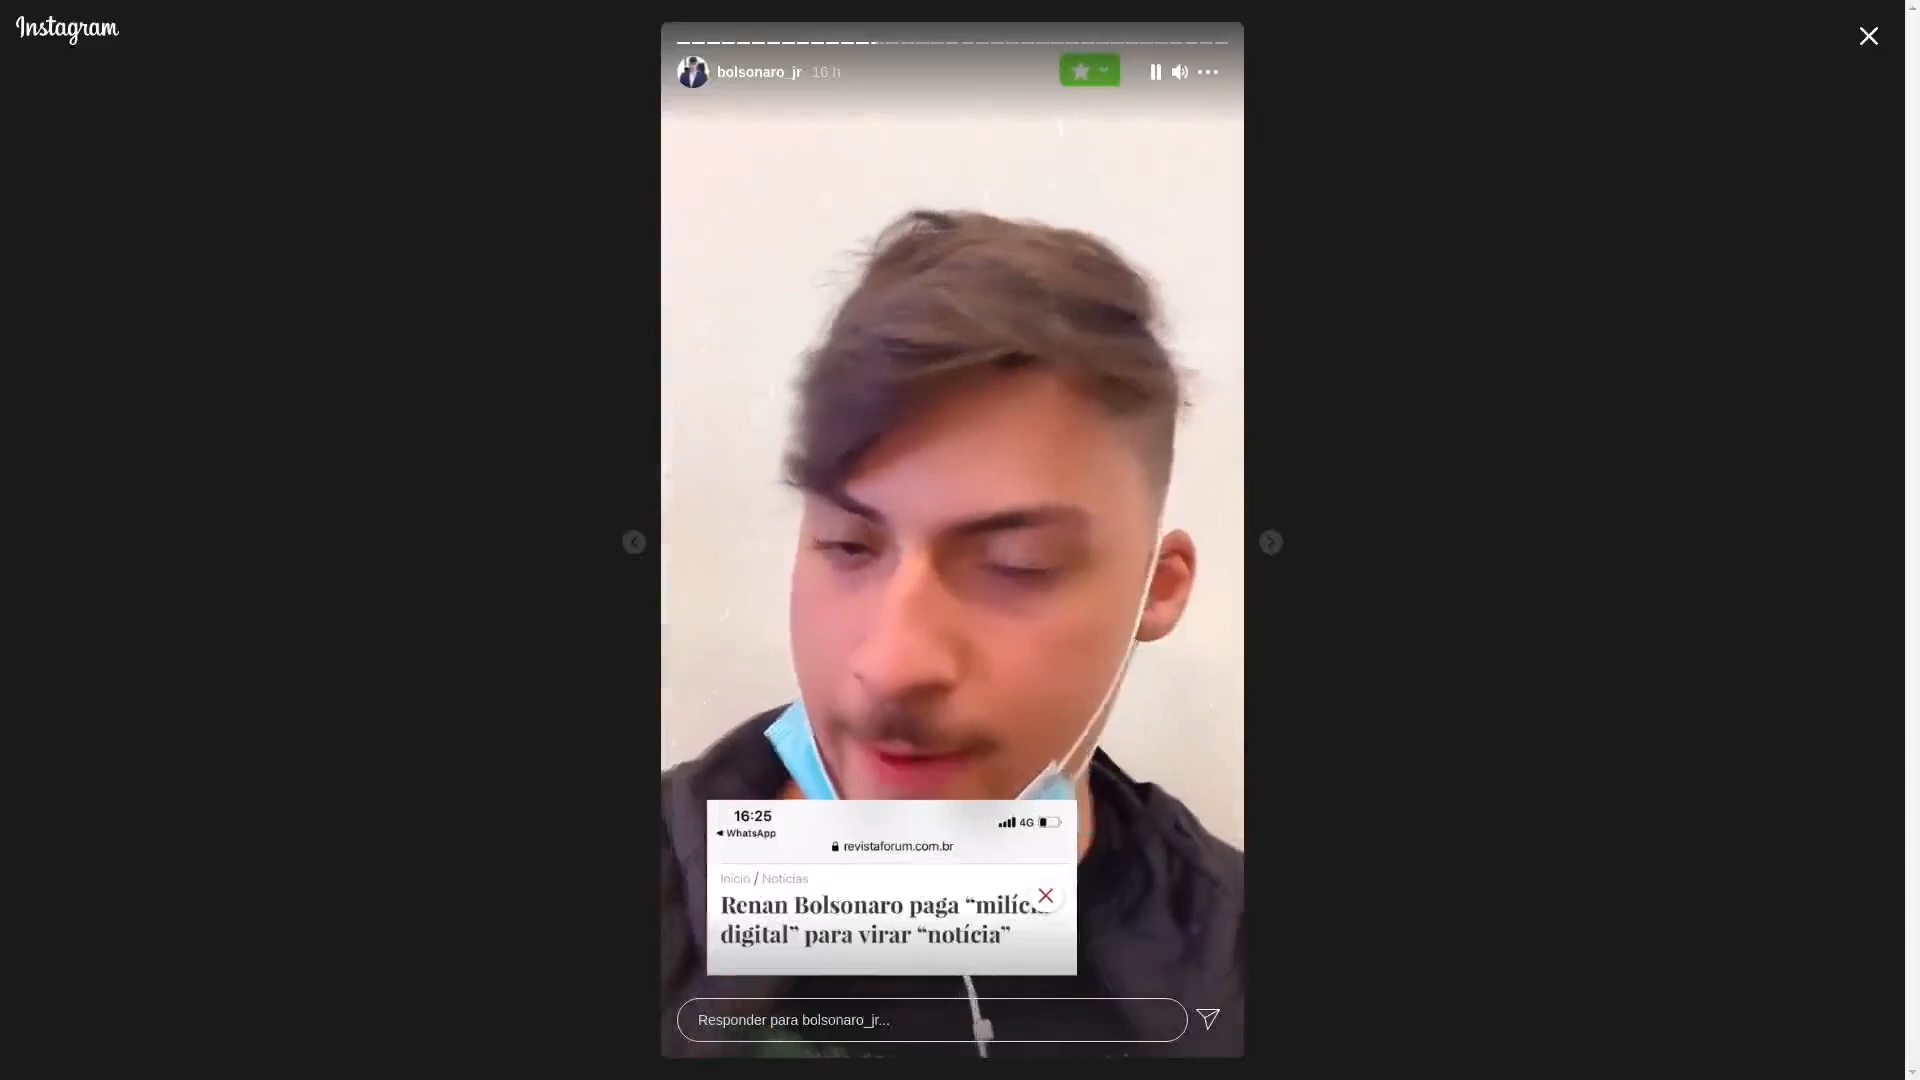 Instagram
bolsonaro_jr 16 h
16:25
4G
WhatsApp
revistaforum.com.br
Início / Notícias
Renan Bolsonaro paga “milícia
digital” para virar “notícia”
Responder para bolsonaro_jr...